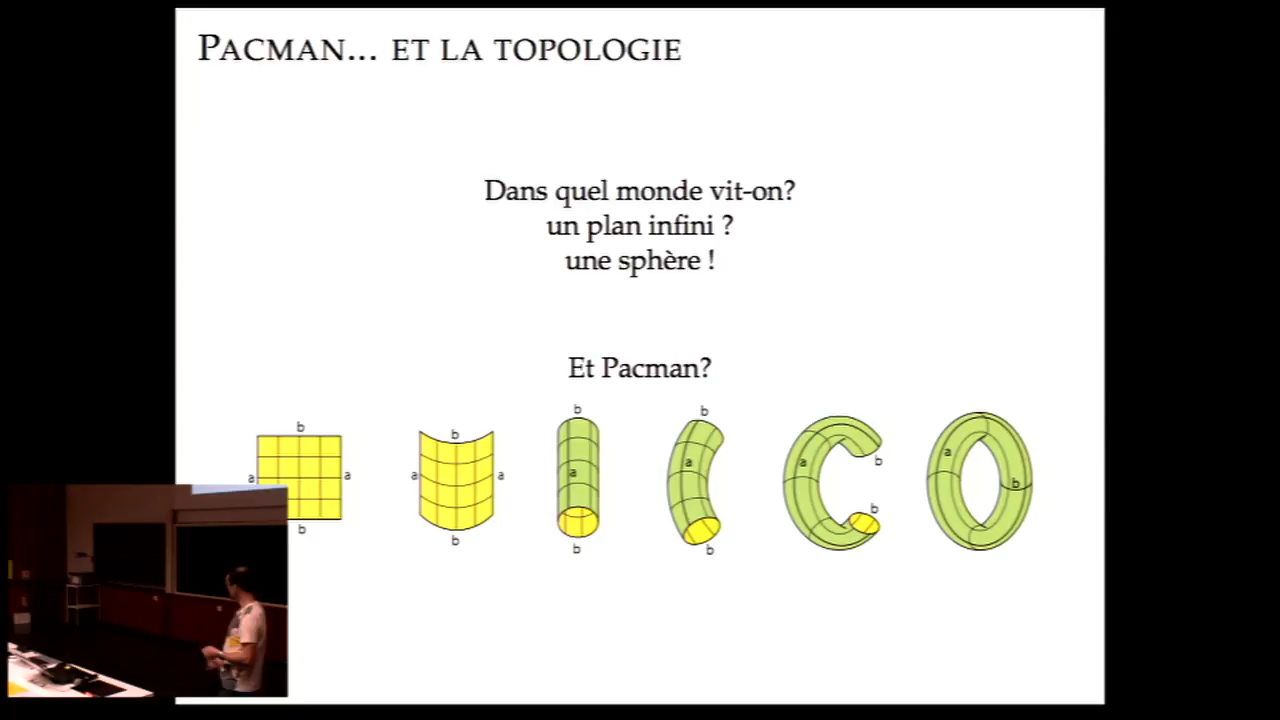 PACMAN... ET LA TOPOLOGIE
Dans quel monde vit-on?
un plan infini ?
une sphère !
Et Pacman?
b
a
a
b
b
a
a
b
b
a
b
b
a
b
a
b
b
a
b